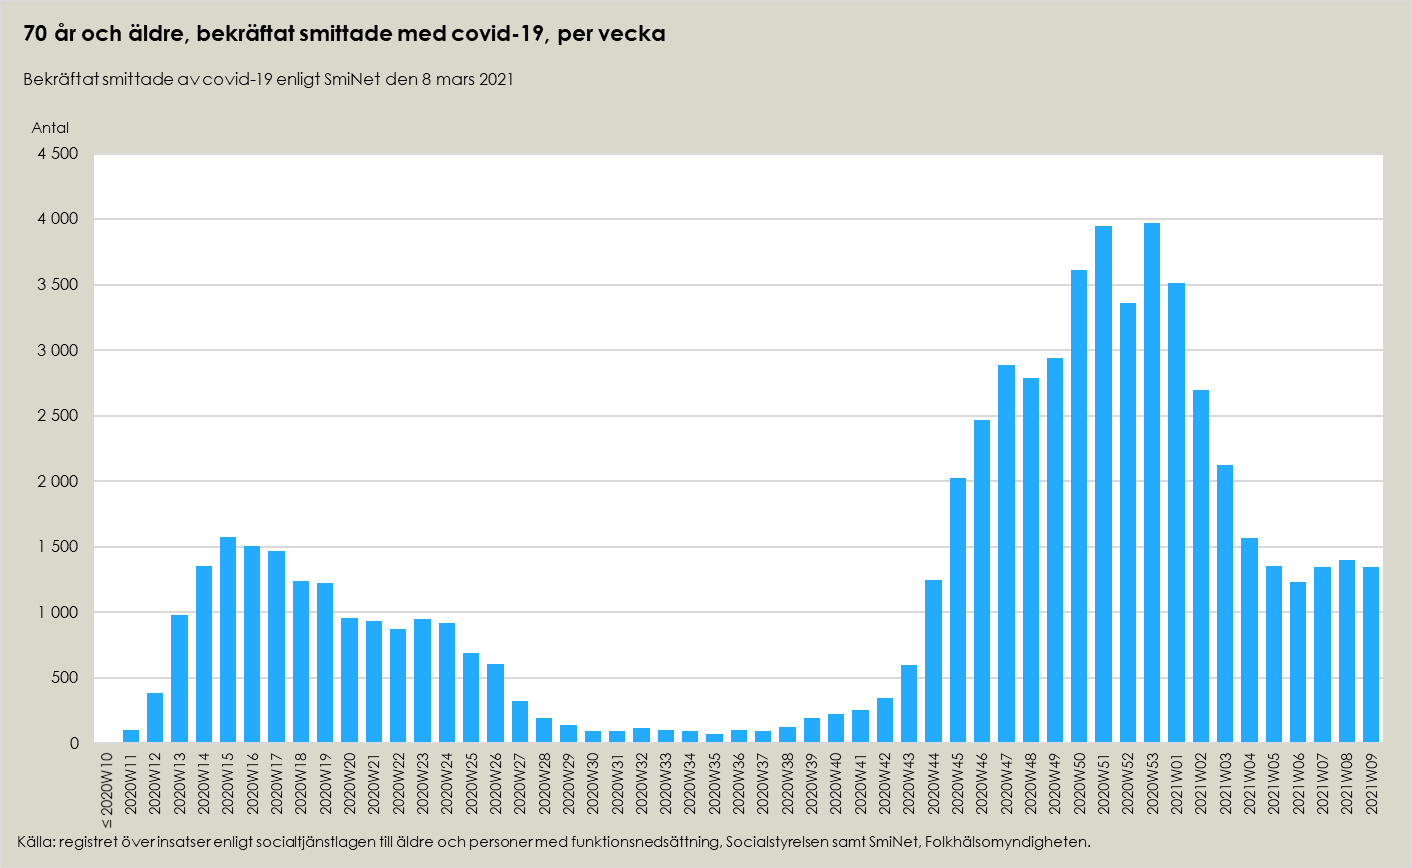 70 år och äldre, bekräftat smittade med covid-19, per vecka
Bekräftat smittade av covid-19 enligt SmiNet den 8 mars 2021
Antal
4 500
4 000
3 500
3 000
2 500
2 000
1 500
1 000
500
0
≤ 2020W10
2020W11
2020W12
2020W13
2020W14
2020W15
2020W16
2020W17
2020W18
2020W19
2020W20
2020W21
2020W22
2020W23
2020W24
2020W25
2020W26
2020W27
2020W28
2020W29
2020W30
2020W31
2020W32
2020W33
2020W34
2020W35
2020W36
2020W37
2020W38
2020W39
2020W40
2020W41
2020W42
2020W43
2020W44
2020W45
2020W46
2020W47
2020W48
2020W49
2020W50
2020W51
2020W52
2020W53
2021W01
2021W02
2021W03
2021W04
2021W05
2021W06
2021W07
2021W08
2021W09
Källa: registret över insatser enligt socialtjänstlagen till äldre och personer med funktionsnedsättning, Socialstyrelsen samt SmiNet, Folkhälsomyndigheten.